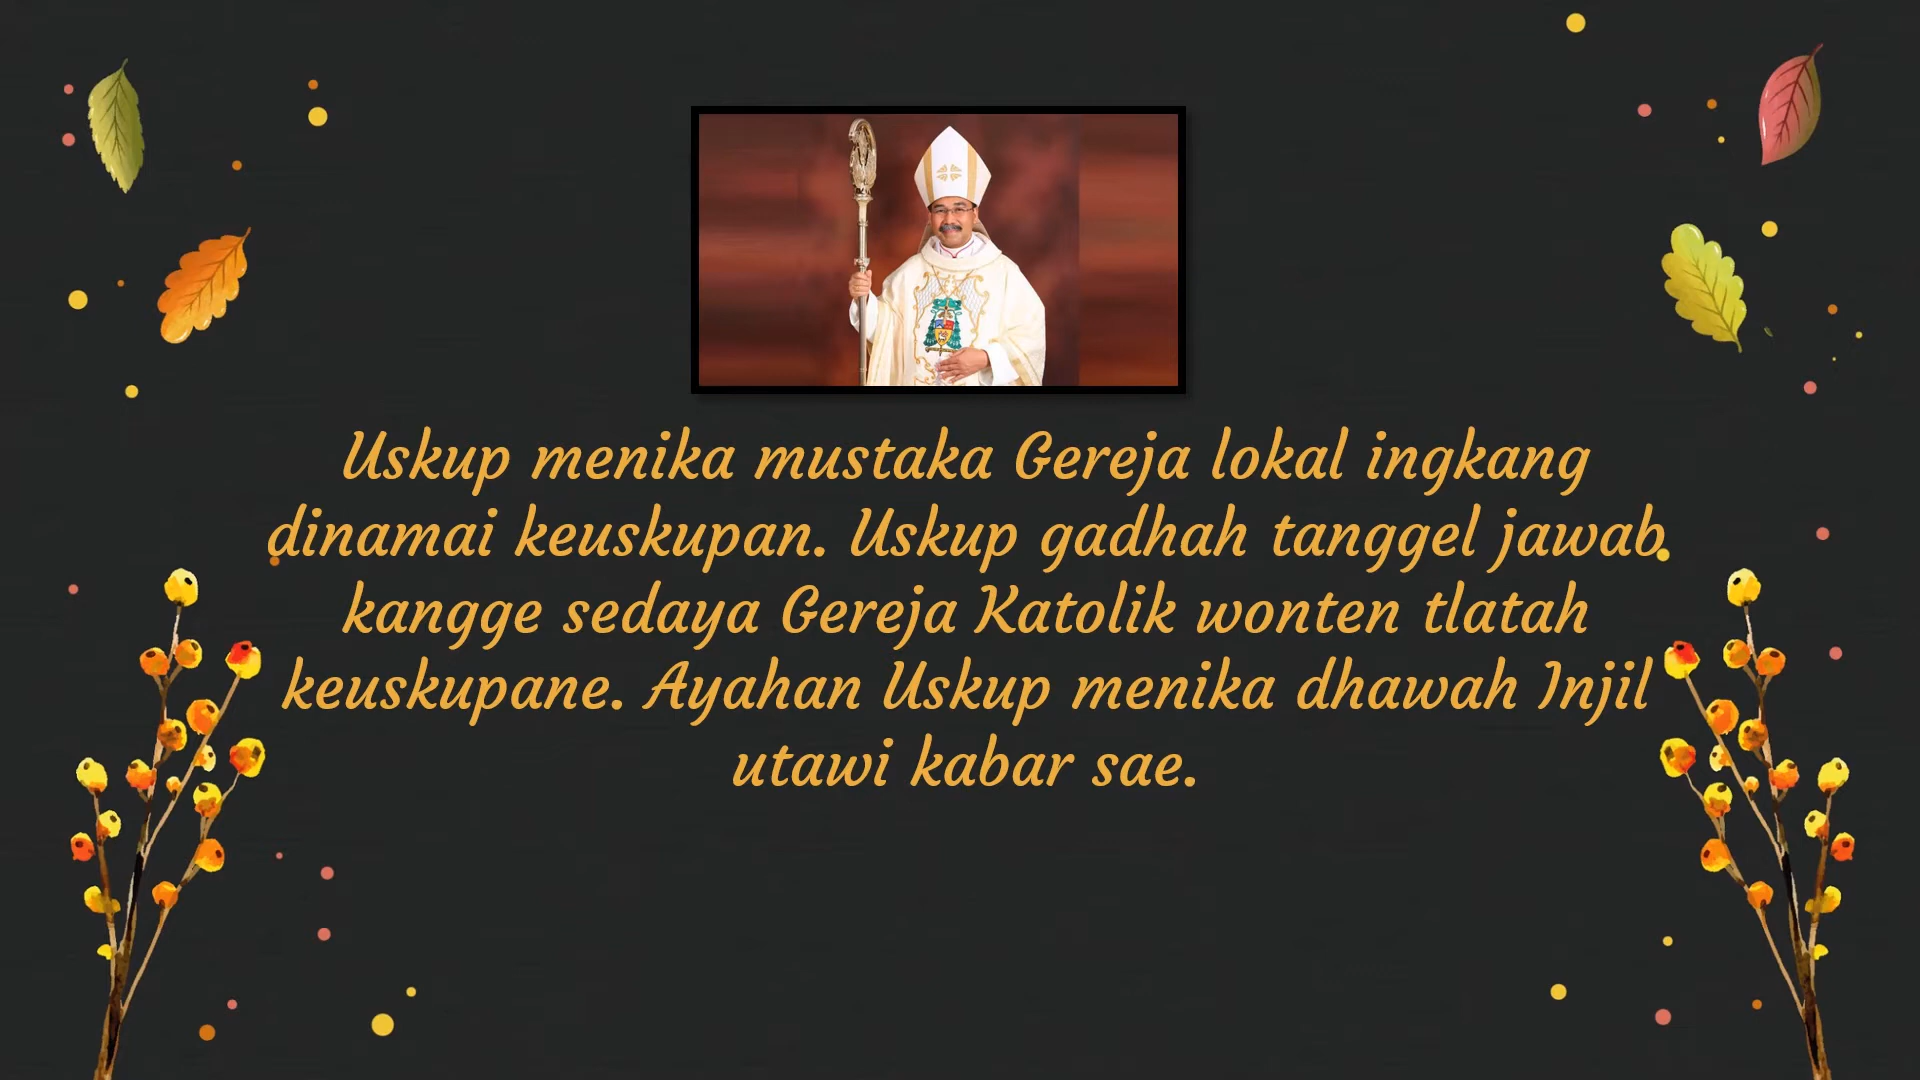 Uskup menika mustaka Gereja lokal ingkang
dinamai keuskupan. Uskup gadhah tanggel jawab
kangge sedaya Gereja Katolik wonten tlatah
keuskupane. Ayahan Uskup menika dhawah Injil
utawi kabar sae.